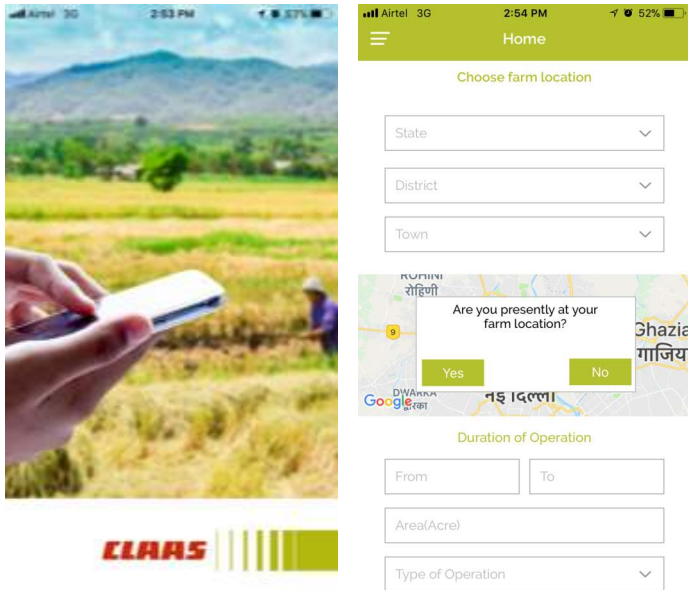 Airtel 3G 2:53 PM 57%
CLAAS
Airtel 3G 2:54 PM 52%
Home
Choose farm location
State
District
Town
ROHINI
रोहिणी
Are you presently at your
farm location?
9
Ghazia
गाजिय
Yes No
DWARKA
Google
नई दिल्ली
Duration of Operation
From To
Area(Acre)
Type of Operation